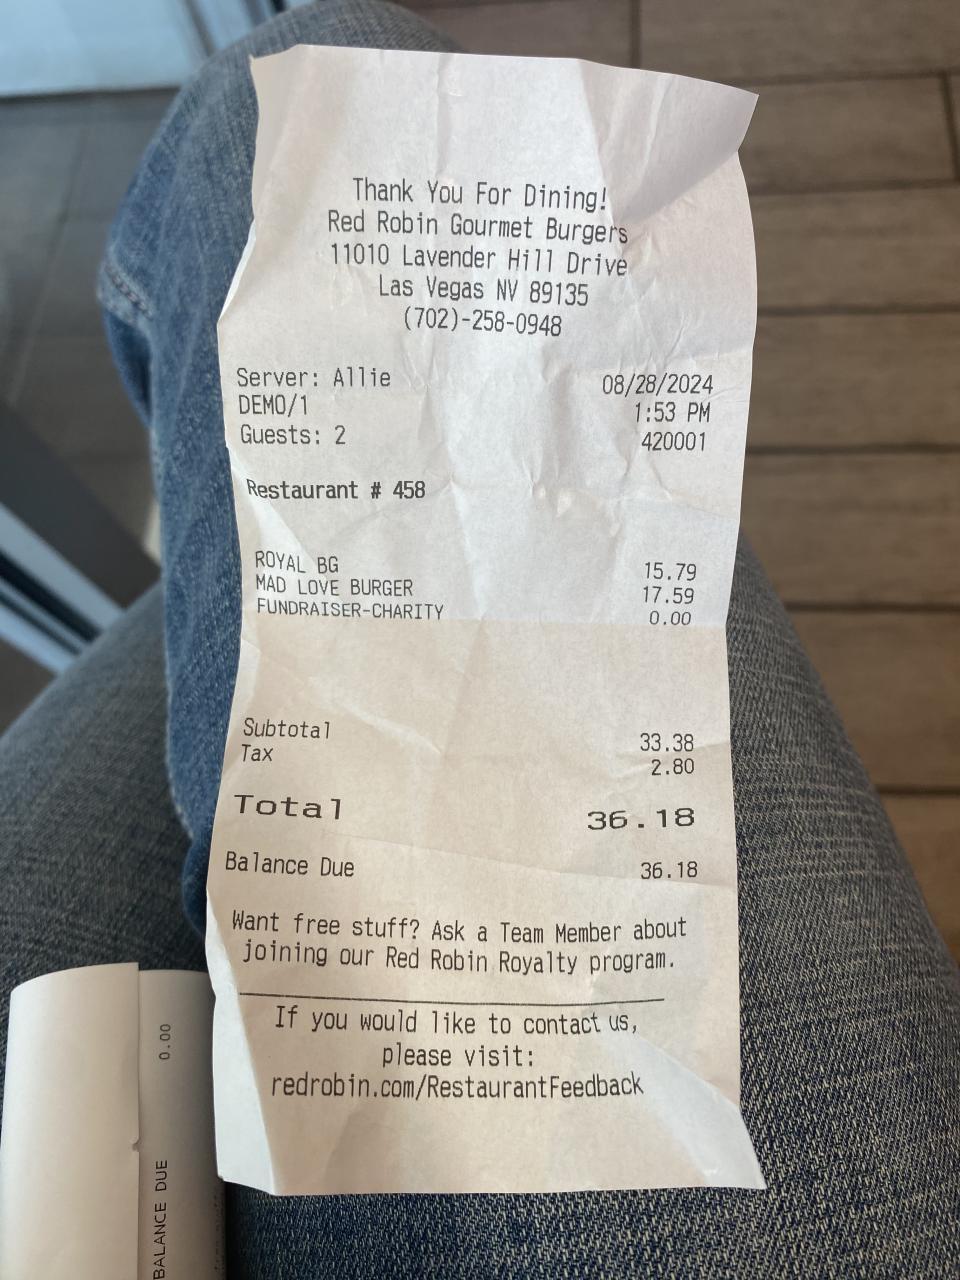 Thank You For Dining!
Red Robin Gourmet Burgers
11010 Lavender Hill Drive
Las Vegas NV 89135
(702)-258-0948
Server: Allie 08/28/2024
DEMO/1 1:53 PM
Guests: 2 420001
Restaurant # 458
ROYAL BG 15.79
MAD LOVE BURGER 17.59
FUNDRAISER-CHARITY 0.00
Subtotal 33.38
Tax 2.80
Total 36.18
Balance Due 36.18
Want free stuff? Ask a Team Member about
joining our Red Robin Royalty program.
If you would like to contact us,
please visit:
redrobin.com/RestaurantFeedback
BALANCE DUE 0.00